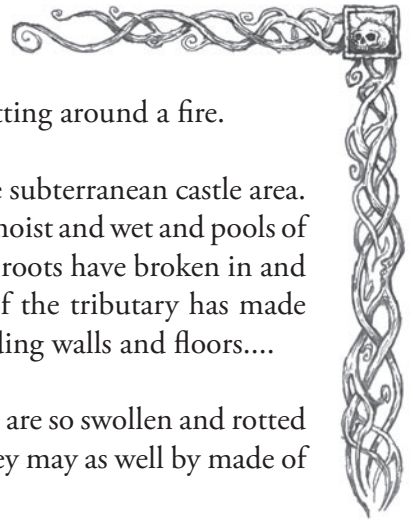 tting around a fire.
subterranean castle area.
noist and wet and pools of
roots have broken in and
f the tributary has made
ling walls and floors....
are so swollen and rotted
ey may as well by made of